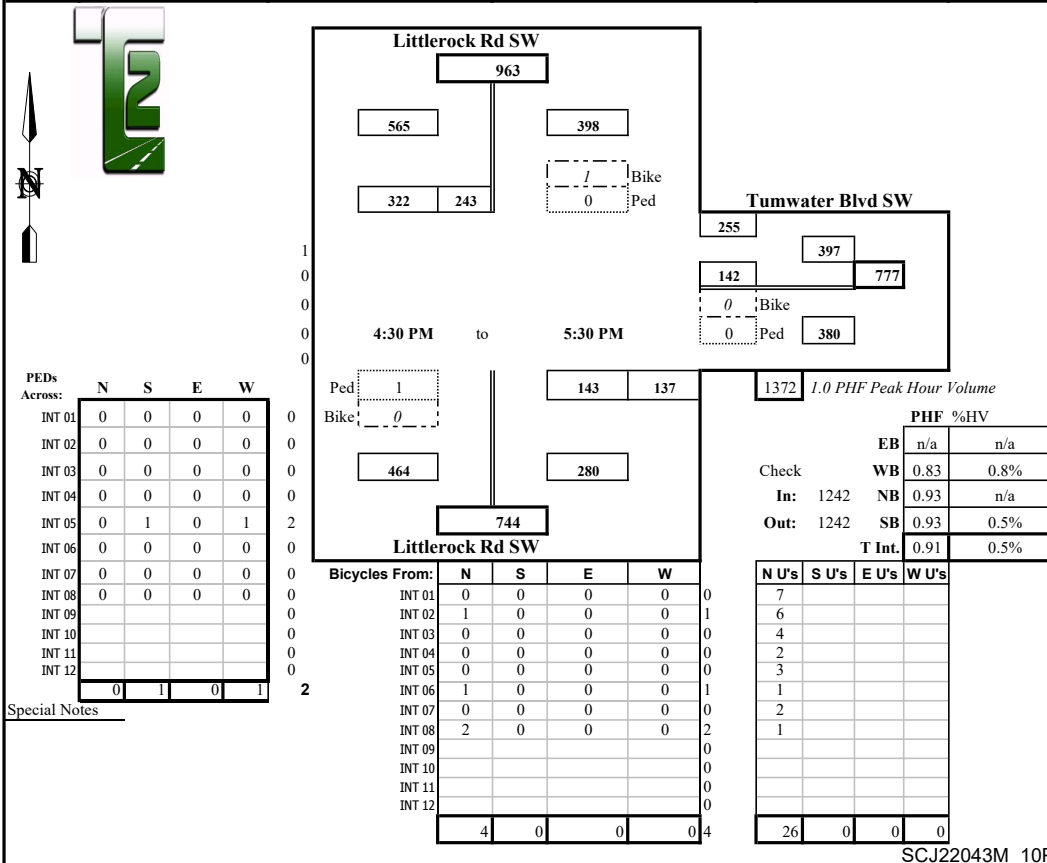 T2
Littlerock Rd SW
963
565 398
1 Bike
322 243 0 Ped
N
Tumwater Blvd SW
255
1 397
0 142 777
0 0 Bike
0 4:30 PM to 5:30 PM 0 Ped 380
0
PEDs Across: N S E W
Ped 1 143 137 1372 1.0 PHF Peak Hour Volume
Bike 0
PHF %HV
EB n/a n/a
464 280 Check WB 0.83 0.8%
In: 1242 NB 0.93 n/a
744 Out: 1242 SB 0.93 0.5%
Littlerock Rd SW T Int. 0.91 0.5%
INT 01 0 0 0 0 0
INT 02 0 0 0 0 0
INT 03 0 0 0 0 0
INT 04 0 0 0 0 0
INT 05 0 1 0 1 2
INT 06 0 0 0 0 0
INT 07 0 0 0 0 0
INT 08 0 0 0 0 0
INT 09 0
INT 10 0
INT 11 0
INT 12 0
0 1 0 1 2
Special Notes
Bicycles From: N S E W N U's S U's E U's W U's
INT 01 0 0 0 0 0 7
INT 02 1 0 0 0 1 6
INT 03 0 0 0 0 0 4
INT 04 0 0 0 0 0 2
INT 05 0 0 0 0 0 3
INT 06 1 0 0 0 1 1
INT 07 0 0 0 0 0 2
INT 08 2 0 0 0 2 1
INT 09 0
INT 10 0
INT 11 0
INT 12 0
4 0 0 0 4 26 0 0 0